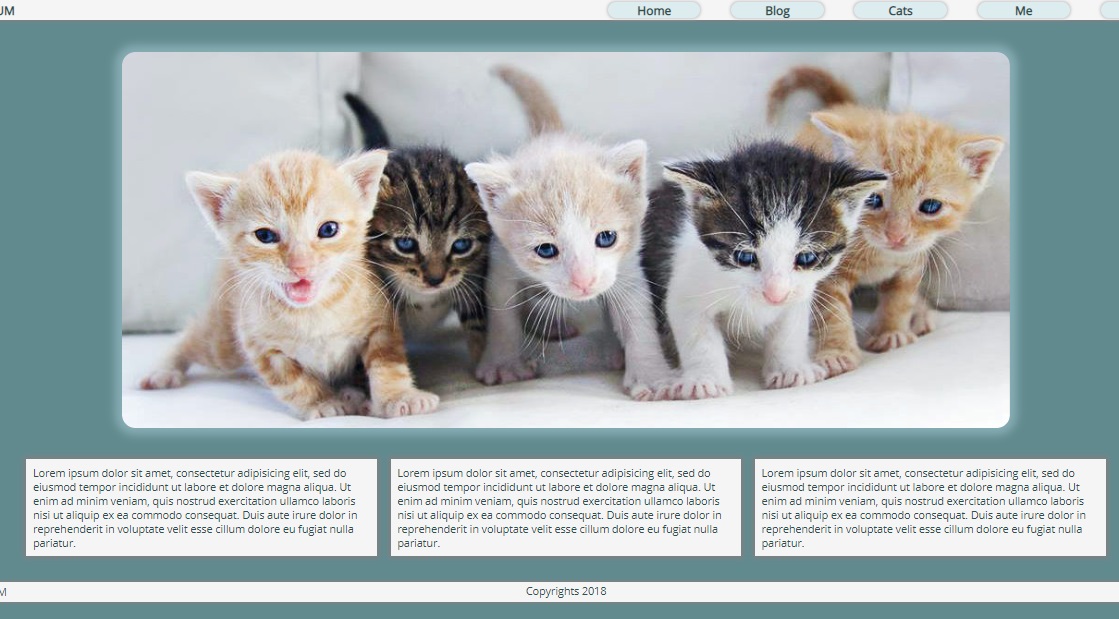 UM
Home
Blog
Cats
Me
Lorem ipsum dolor sit amet, consectetur adipisicing elit, sed do
eiusmod tempor incididunt ut labore et dolore magna aliqua. Ut
enim ad minim veniam, quis nostrud exercitation ullamco laboris
nisi ut aliquip ex ea commodo consequat. Duis aute irure dolor in
reprehenderit in voluptate velit esse cillum dolore eu fugiat nulla
pariatur.
Lorem ipsum dolor sit amet, consectetur adipisicing elit, sed do
eiusmod tempor incididunt ut labore et dolore magna aliqua. Ut
enim ad minim veniam, quis nostrud exercitation ullamco laboris
nisi ut aliquip ex ea commodo consequat. Duis aute irure dolor in
reprehenderit in voluptate velit esse cillum dolore eu fugiat nulla
pariatur.
Lorem ipsum dolor sit amet, consectetur adipisicing elit, sed do
eiusmod tempor incididunt ut labore et dolore magna aliqua. Ut
enim ad minim veniam, quis nostrud exercitation ullamco laboris
nisi ut aliquip ex ea commodo consequat. Duis aute irure dolor in
reprehenderit in voluptate velit esse cillum dolore eu fugiat nulla
pariatur.
M
Copyrights 2018